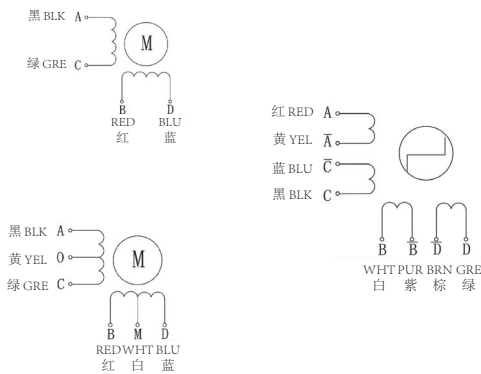 黑 BLK A
M
绿 GRE C
B D
RED BLU
红 蓝
红 RED A
黄 YEL A̅
蓝 BLU C̅
黑 BLK C
B B̅ D̅ D
WHT PUR BRN GRE
白 紫 棕 绿
黑 BLK A
黄 YEL O
M
绿 GRE C
B M D
RED WHT BLU
红 白 蓝